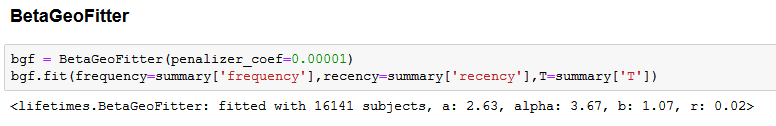 BetaGeoFitter
bgf = BetaGeoFitter(penalizer_coef=0.00001)
bgf.fit(frequency=summary['frequency'],recency=summary['recency'],T=summary['T'])
<lifetimes.BetaGeoFitter: fitted with 16141 subjects, a: 2.63, alpha: 3.67, b: 1.07, r: 0.02>